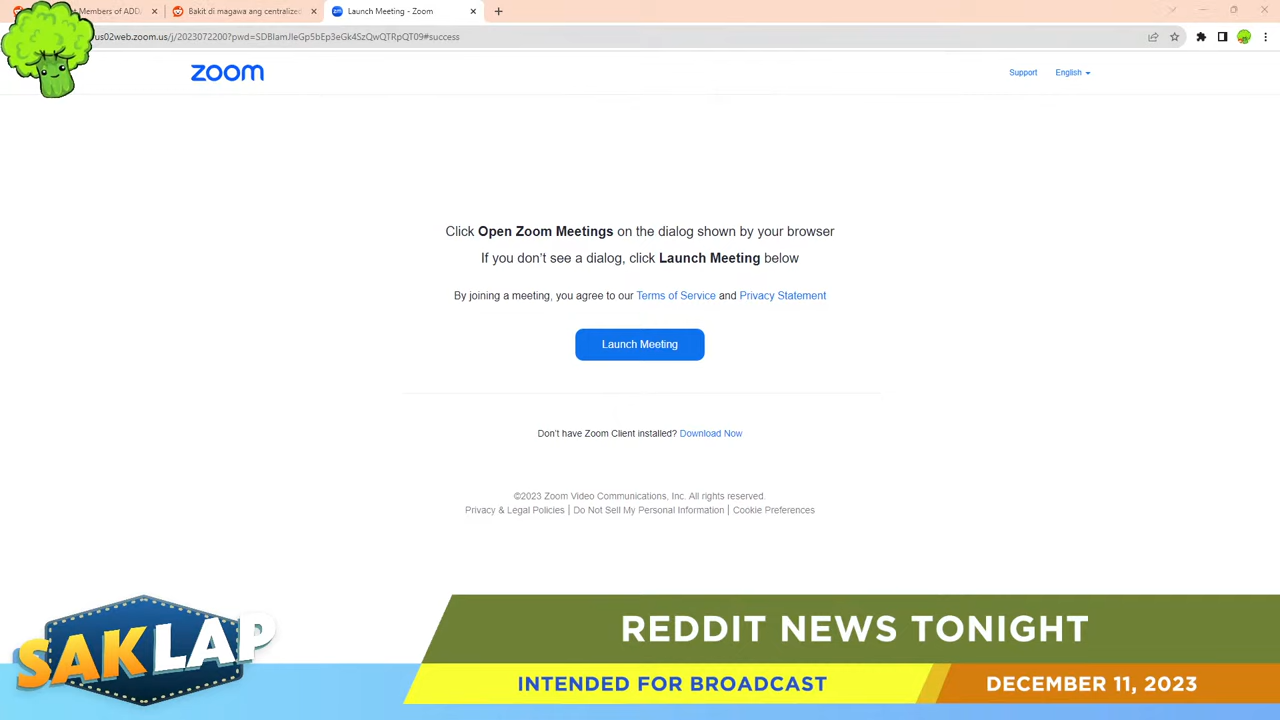 t Members of ADD
Bakit di magawa ang centralize
Launch Meeting - Zoom
us02web.zoom.us/j/2023072200?pwd=SDBIamJIeGp5bEp3eGk4SzQwQTRpQT09#success
zoom
Support
English
Click Open Zoom Meetings on the dialog shown by your browser
If you don't see a dialog, click Launch Meeting below
By joining a meeting, you agree to our Terms of Service and Privacy Statement
Launch Meeting
Don't have Zoom Client installed? Download Now
©2023 Zoom Video Communications, Inc. All rights reserved.
Privacy & Legal Policies | Do Not Sell My Personal Information | Cookie Preferences
SAKLAP
REDDIT NEWS TONIGHT
INTENDED FOR BROADCAST
DECEMBER 11, 2023